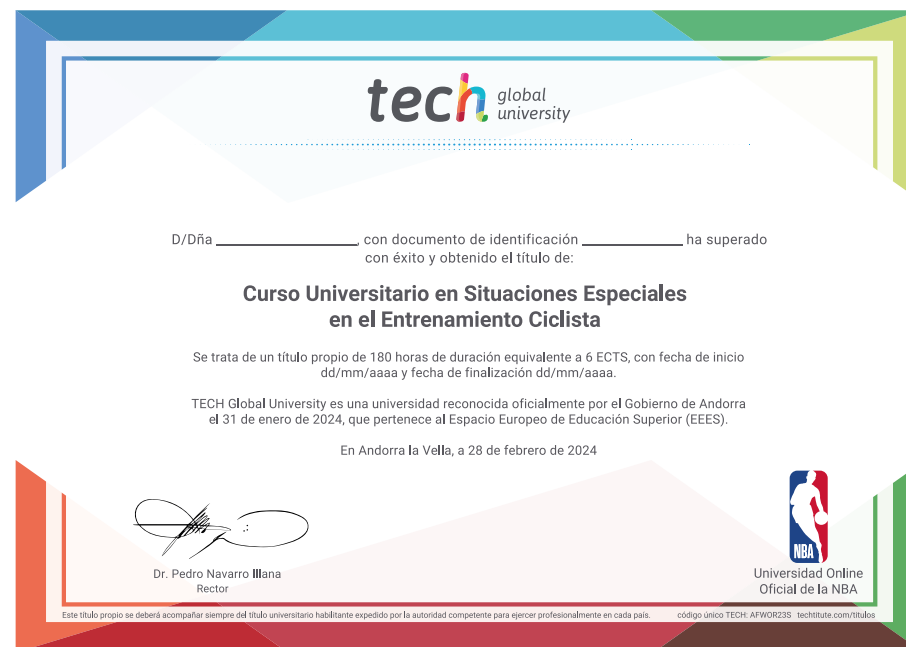 tech global university
D/Dña ____________________, con documento de identificación ______________ ha superado
con éxito y obtenido el título de:
Curso Universitario en Situaciones Especiales
en el Entrenamiento Ciclista
Se trata de un título propio de 180 horas de duración equivalente a 6 ECTS, con fecha de inicio
dd/mm/aaaa y fecha de finalización dd/mm/aaaa.
TECH Global University es una universidad reconocida oficialmente por el Gobierno de Andorra
el 31 de enero de 2024, que pertenece al Espacio Europeo de Educación Superior (EEES).
En Andorra la Vella, a 28 de febrero de 2024
Dr. Pedro Navarro Illana
Rector
NBA
Universidad Online
Oficial de la NBA
Este título propio se deberá acompañar siempre del título universitario habilitante expedido por la autoridad competente para ejercer profesionalmente en cada país. código único TECH: AFWOR23S techtitute.com/titulos